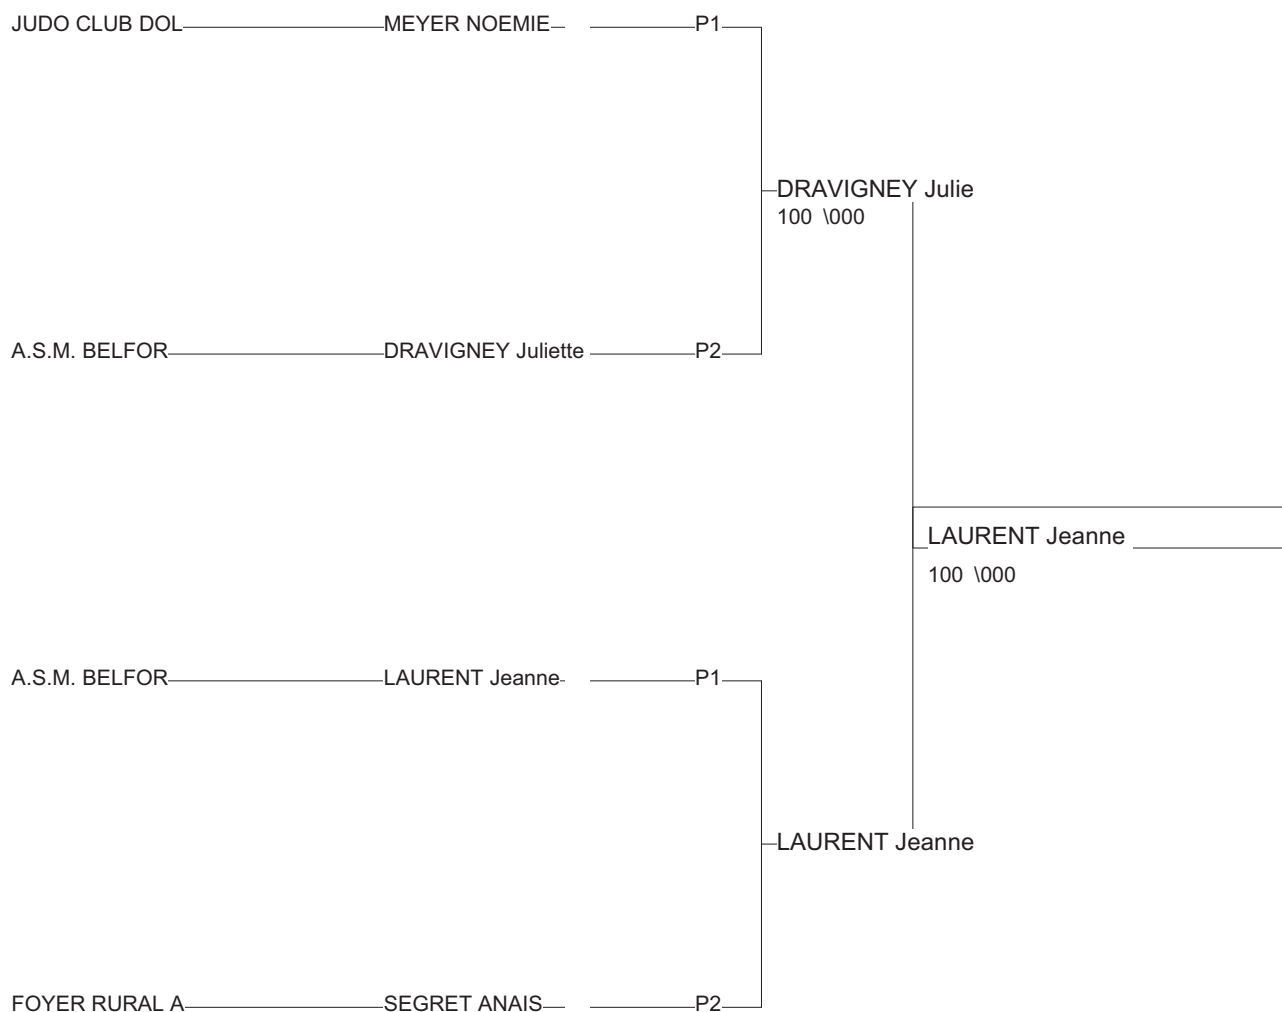 JUDO CLUB DOL MEYER NOEMIE P1
DRAVIGNEY Julie
100 \000
A.S.M. BELFOR DRAVIGNEY Juliette P2
LAURENT Jeanne
100 \000
A.S.M. BELFOR LAURENT Jeanne P1
LAURENT Jeanne
FOYER RURAL A SEGRET ANAIS P2